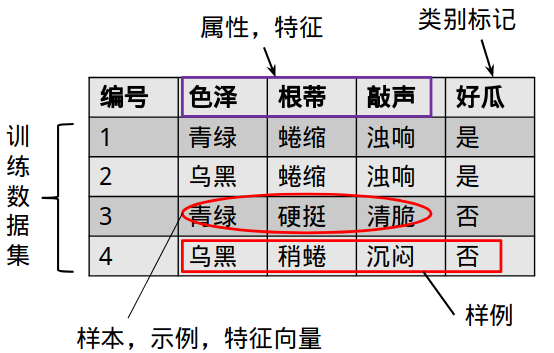 属性，特征
类别标记
编号 色泽 根蒂 敲声 好瓜
1 青绿 蜷缩 浊响 是
2 乌黑 蜷缩 浊响 是
3 青绿 硬挺 清脆 否
4 乌黑 稍蜷 沉闷 否
训练数据集
样例
样本，示例，特征向量